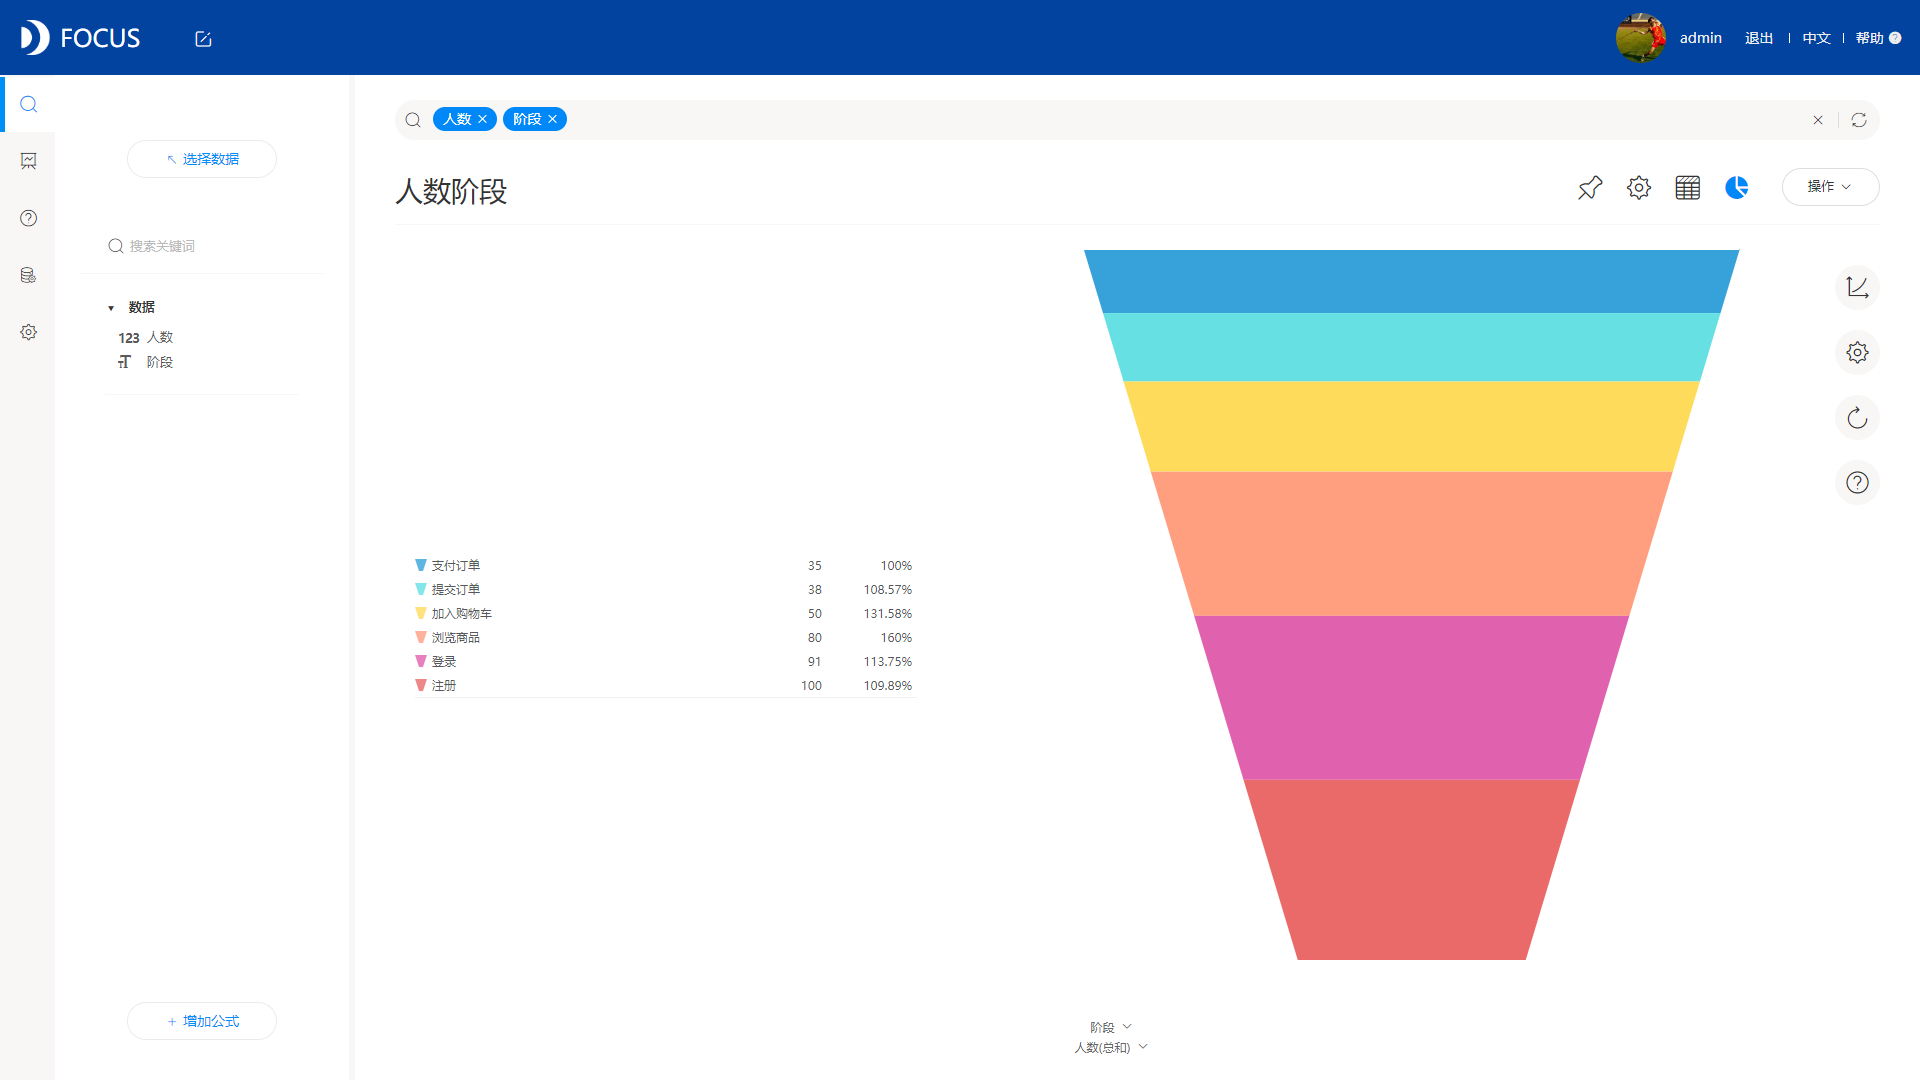 FOCUS
admin 退出 | 中文 | 帮助 ?
人数 × 阶段 ×
选择数据
人数阶段
操作
搜索关键词
数据
123 人数
TT 阶段
支付订单 35 100%
提交订单 38 108.57%
加入购物车 50 131.58%
浏览商品 80 160%
登录 91 113.75%
注册 100 109.89%
+ 增加公式
阶段
人数(总和)